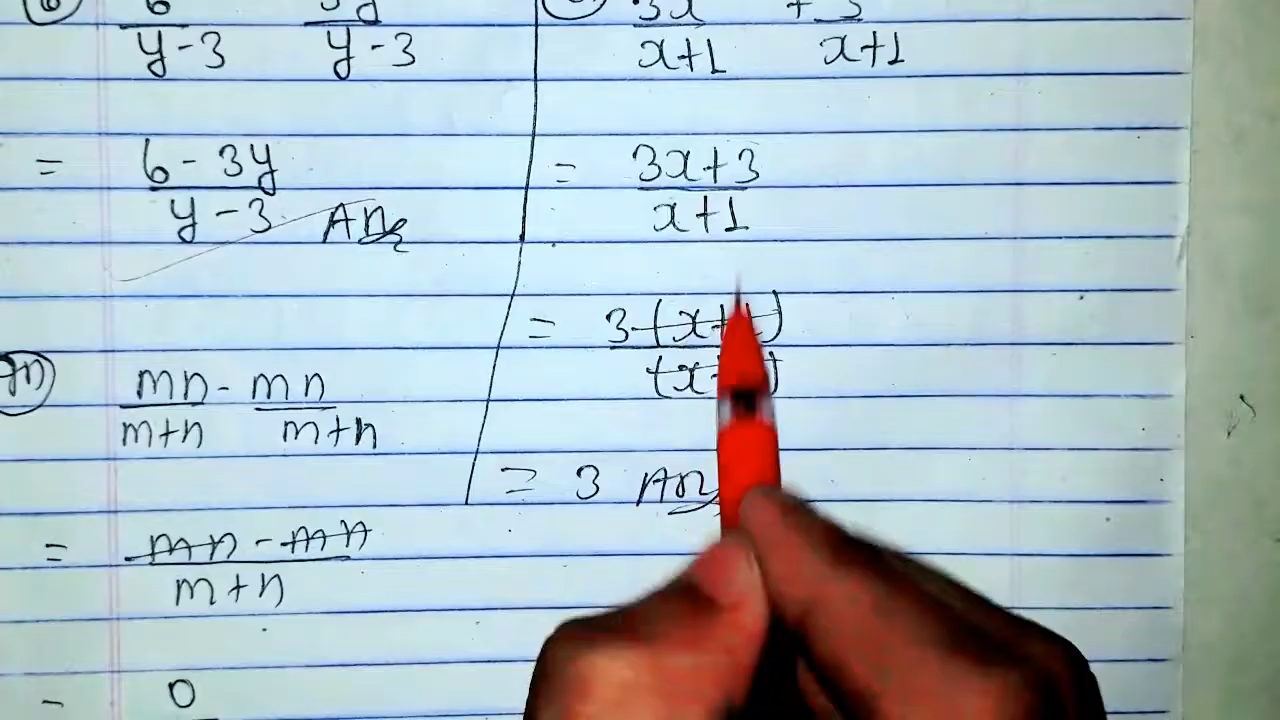 6/(y-3) 3y/(y-3)
= (6-3y)/(y-3) Ans
mn/(m+n) - mn/(m+n)
= (mn-mn)/(m+n)
0
3x/(x+1) + 3/(x+1)
= (3x+3)/(x+1)
= 3(x+1)/(x+1)
= 3 Ans